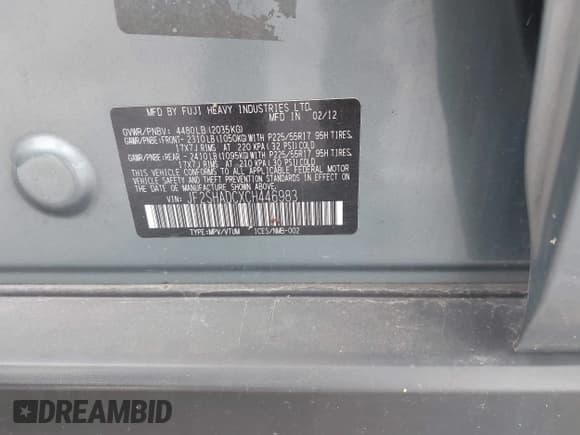 MFD BY FUJI HEAVY INDUSTRIES LTD.
MFD IN 02/12
GVWR/PNBV: 4480LB(2035KG)
GAWR/PNBE:FRONT-2310LB(1050KG)WITH P225/55R17 95H TIRES,
17X7J RIMS AT 220 KPA(32 PSI)COLD
GAWR/PNBE:REAR -2410LB(1095KG)WITH P225/55R17 95H TIRES,
17X7J RIMS AT 210 KPA(30 PSI)COLD
THIS VEHICLE CONFORMS TO ALL APPLICABLE FEDERAL MOTOR
VEHICLE SAFETY, BUMPER, AND THEFT PREVENTION STANDARDS
IN EFFECT ON THE DATE OF MANUFACTURE SHOWN ABOVE.
VIN: JF2SHADCXCH446983
TYPE:MPV/VTUM ICES/NMB-002
DREAMBID